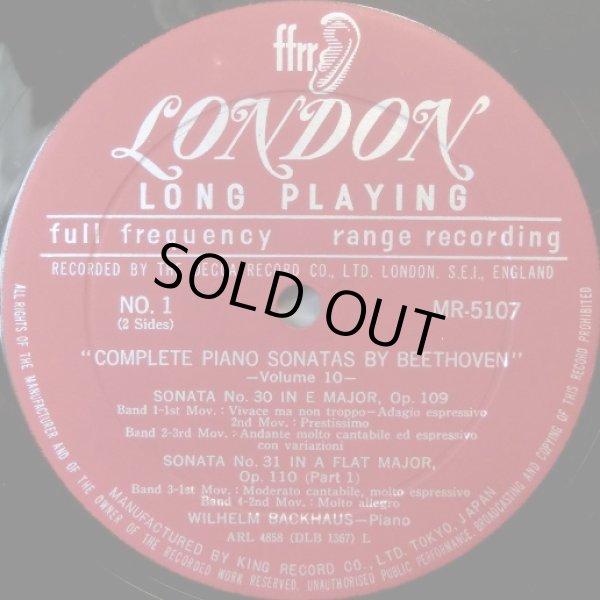 ffrr
LONDON
LONG PLAYING
full frequency range recording
RECORDED BY THE DECCA RECORD CO., LTD. LONDON. S.E.I., ENGLAND
NO. 1
(2 Sides)
MR-5107
SOLD OUT
"COMPLETE PIANO SONATAS BY BEETHOVEN"
—Volume 10—
SONATA No. 30 IN E MAJOR, Op. 109
Band 1-1st Mov. : Vivace ma non troppo—Adagio espressivo
2nd Mov. : Prestissimo
Band 2-3rd Mov. : Andante molto cantabile ed espressivo
con variazioni
SONATA No. 31 IN A FLAT MAJOR,
Op. 110 (Part 1)
Band 3-1st Mov. : Moderato cantabile, molto espressivo
Band 4-2nd Mov. : Molto allegro
WILHELM BACKHAUS—Piano
ARL 4858 (DLB 1367) L
MANUFACTURED BY KING RECORD CO., LTD. TOKYO, JAPAN
ALL RIGHTS OF THE MANUFACTURER AND OF THE OWNER OF THE RECORDED WORK RESERVED. UNAUTHORISED PUBLIC PERFORMANCE, BROADCASTING AND COPYING OF THIS RECORD PROHIBITED